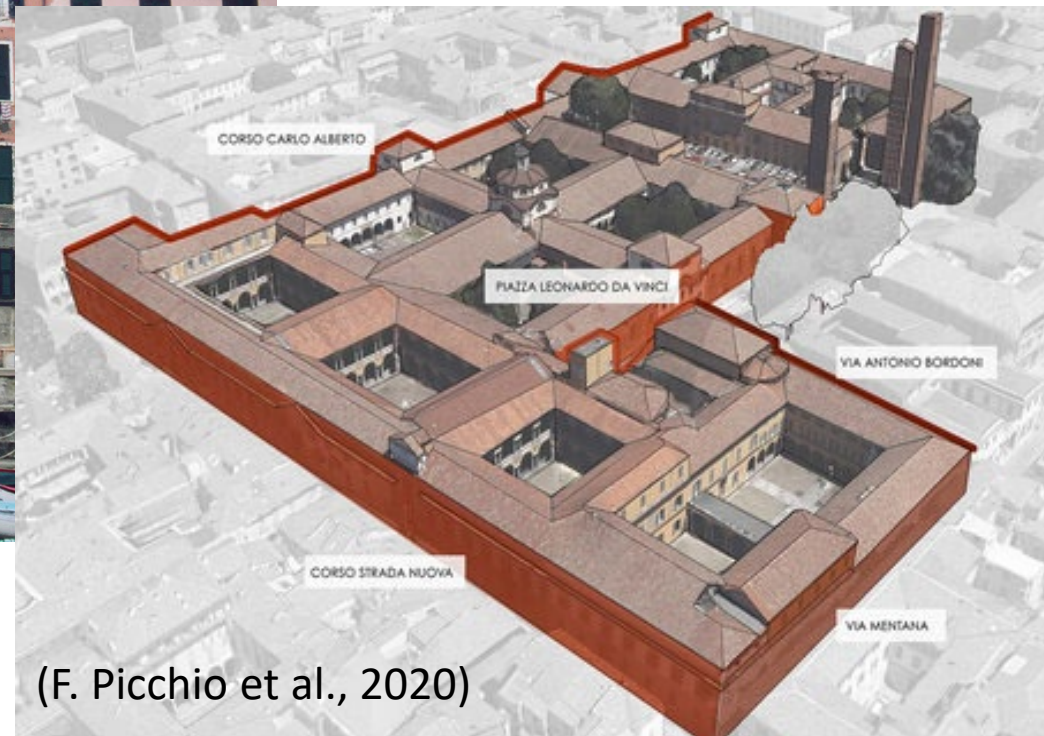 CORSO CARLO ALBERTO
PIAZZA LEONARDO DA VINCI
VIA ANTONIO BORDONI
CORSO STRADA NUOVA
VIA MENTANA
(F. Picchio et al., 2020)